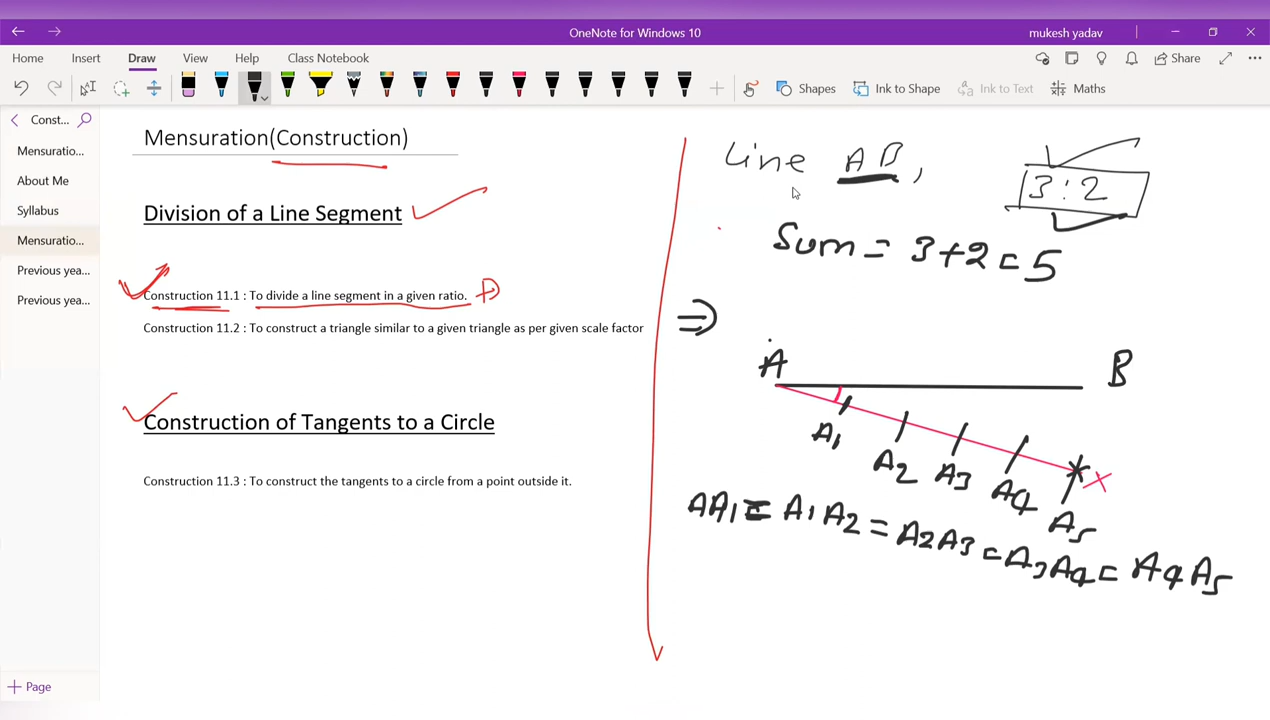 OneNote for Windows 10
mukesh yadav
Home Insert Draw View Help Class Notebook
Share
Shapes Ink to Shape Ink to Text Maths
Const...
Mensuratio...
About Me
Syllabus
Mensuratio...
Previous yea...
Previous yea...
Page
Mensuration(Construction)
Division of a Line Segment
Construction 11.1 : To divide a line segment in a given ratio.
Construction 11.2 : To construct a triangle similar to a given triangle as per given scale factor
Construction of Tangents to a Circle
Construction 11.3 : To construct the tangents to a circle from a point outside it.
Line AB, 3:2
Sum = 3+2 = 5
⇒
A B
A1 A2 A3 A4 A5 X
AA1 = A1A2 = A2A3 = A3A4 = A4A5